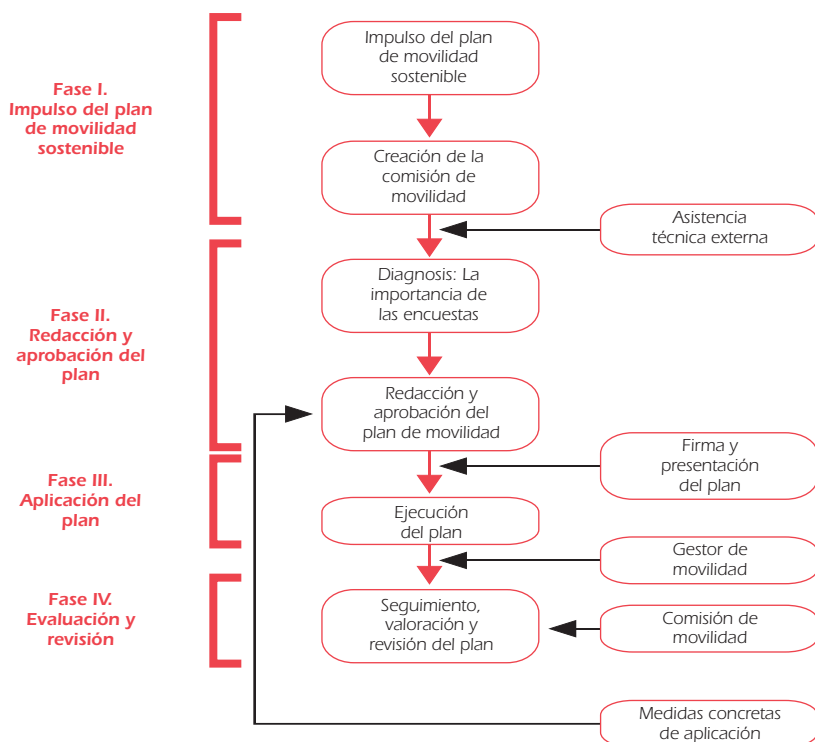 Impulso del plan
de movilidad
sostenible
Fase I.
Impulso del plan
de movilidad
sostenible
Creación de la
comisión de
movilidad
Asistencia
técnica externa
Diagnosis: La
importancia de
las encuestas
Fase II.
Redacción y
aprobación del
plan
Redacción y
aprobación del
plan de movilidad
Firma y
presentación
del plan
Fase III.
Aplicación del
plan
Ejecución
del plan
Gestor de
movilidad
Fase IV.
Evaluación y
revisión
Seguimiento,
valoración y
revisión del plan
Comisión de
movilidad
Medidas concretas
de aplicación